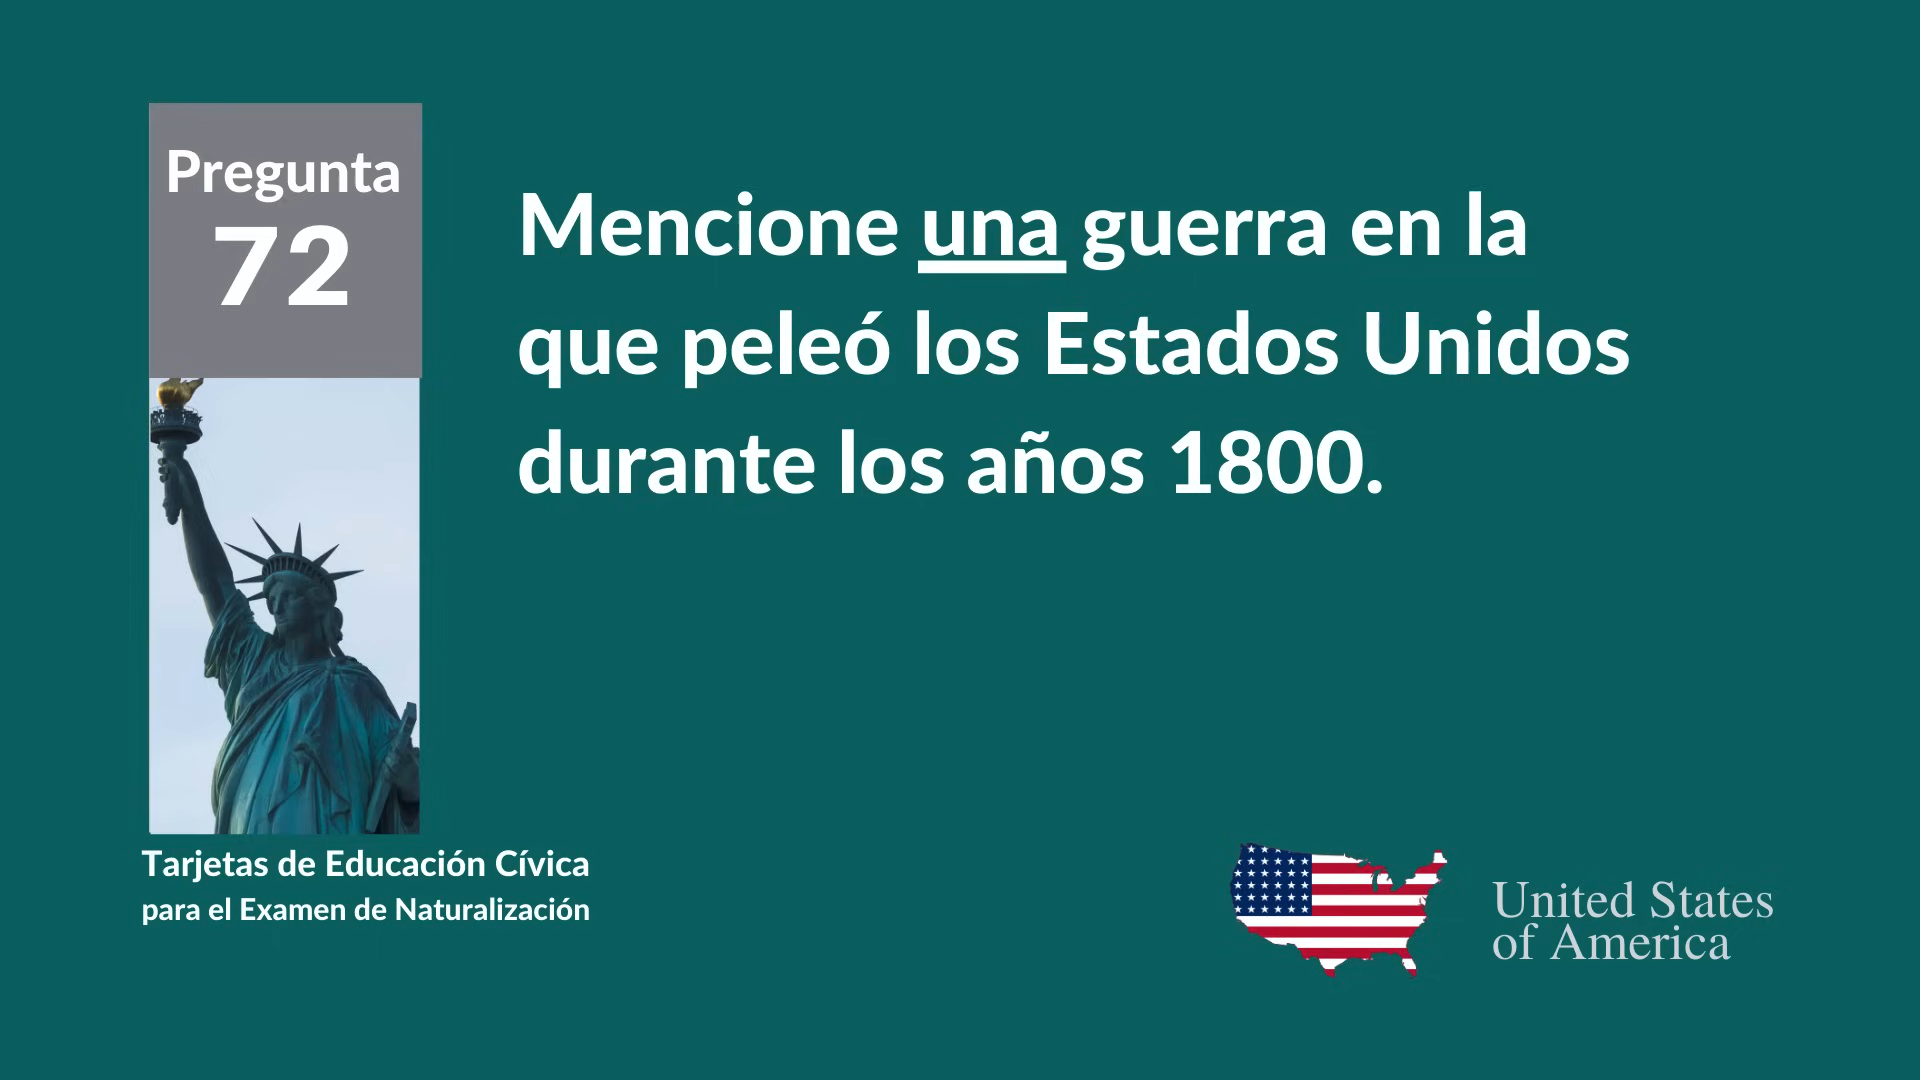 Pregunta
72
Mencione una guerra en la
que peleó los Estados Unidos
durante los años 1800.
Tarjetas de Educación Cívica
para el Examen de Naturalización
United States
of America